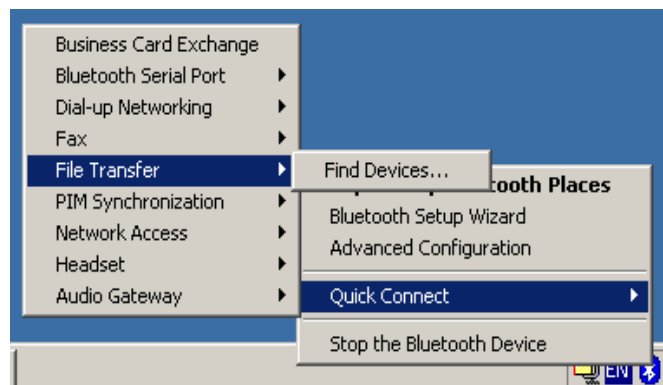 Business Card Exchange
Bluetooth Serial Port
Dial-up Networking
Fax
File Transfer
PIM Synchronization
Network Access
Headset
Audio Gateway
Find Devices...
Places
Bluetooth Setup Wizard
Advanced Configuration
Quick Connect
Stop the Bluetooth Device
EN